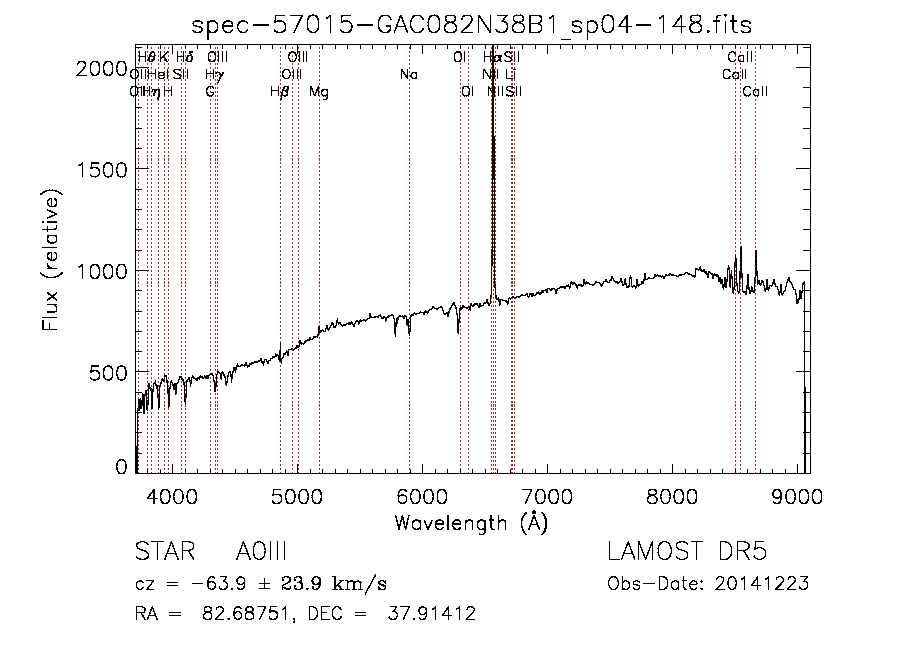 spec-57015-GAC082N38B1_sp04-148.fits
Hθ K Hδ OIII OIII OI Hα SII CaII
OII HeI SII Hγ OIII Na NII Li CaII
OII Hη H G Hβ Mg OI NII SII CaII
2000
1500
1000
500
0
Flux (relative)
4000 5000 6000 7000 8000 9000
Wavelength (Å)
STAR A0III LAMOST DR5
cz = -63.9 ± 23.9 km/s Obs-Date: 20141223
RA = 82.68751, DEC = 37.91412